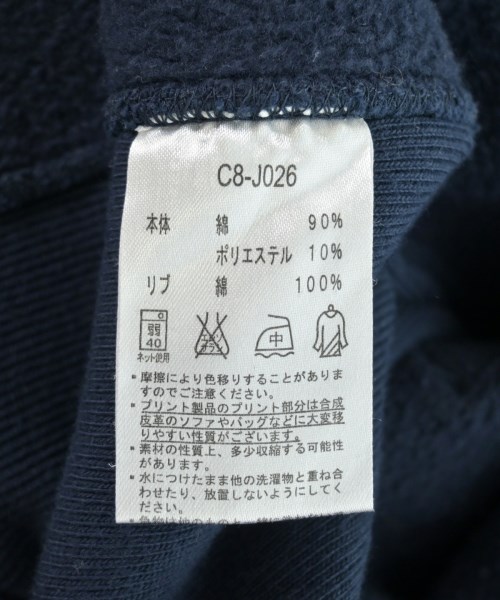 C8-J026
本体 綿 90%
ポリエステル 10%
リブ 綿 100%
弱
40
ネット使用
エンソ
サラシ
中
・摩擦により色移りすることがありま
すのでご注意ください。
・プリント製品のプリント部分は合成
皮革のソファやバッグなどに大変移
りやすい性質がございます。
・素材の性質上、多少収縮する可能性
があります。
・水につけたまま他の洗濯物と重ね合
わせたり、放置しないようにしてく
ださい。